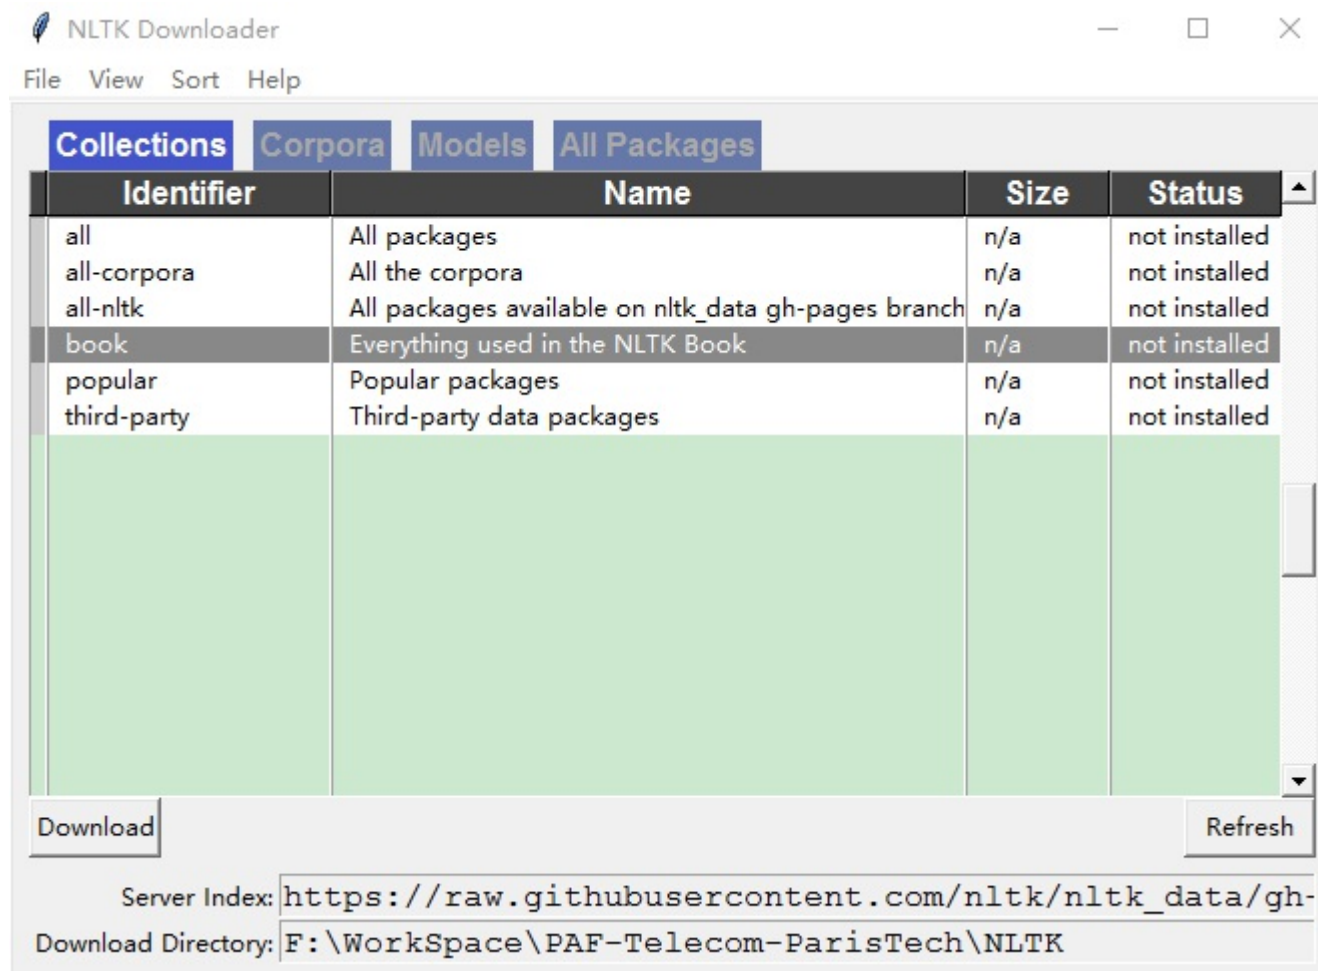 NLTK Downloader
File View Sort Help
Collections Corpora Models All Packages
Identifier Name Size Status
all All packages n/a not installed
all-corpora All the corpora n/a not installed
all-nltk All packages available on nltk_data gh-pages branch n/a not installed
book Everything used in the NLTK Book n/a not installed
popular Popular packages n/a not installed
third-party Third-party data packages n/a not installed
Download Refresh
Server Index: https://raw.githubusercontent.com/nltk/nltk_data/gh-
Download Directory: F:\WorkSpace\PAF-Telecom-ParisTech\NLTK